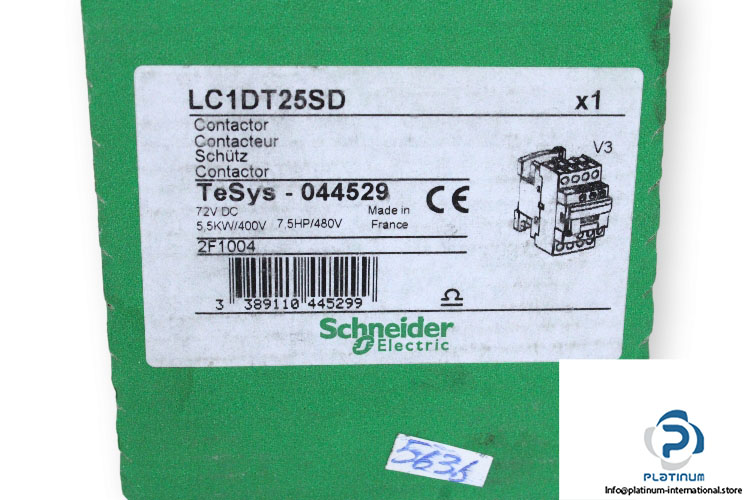 LC1DT25SD x1
Contactor
Contacteur
Schütz
Contactor
V3
TeSys - 044529
72V DC Made in
5,5KW/400V 7,5HP/480V France
CE
2F1004
3 389110 445299
Schneider
Electric
5636
PLATINUM
info@platinum-international.store